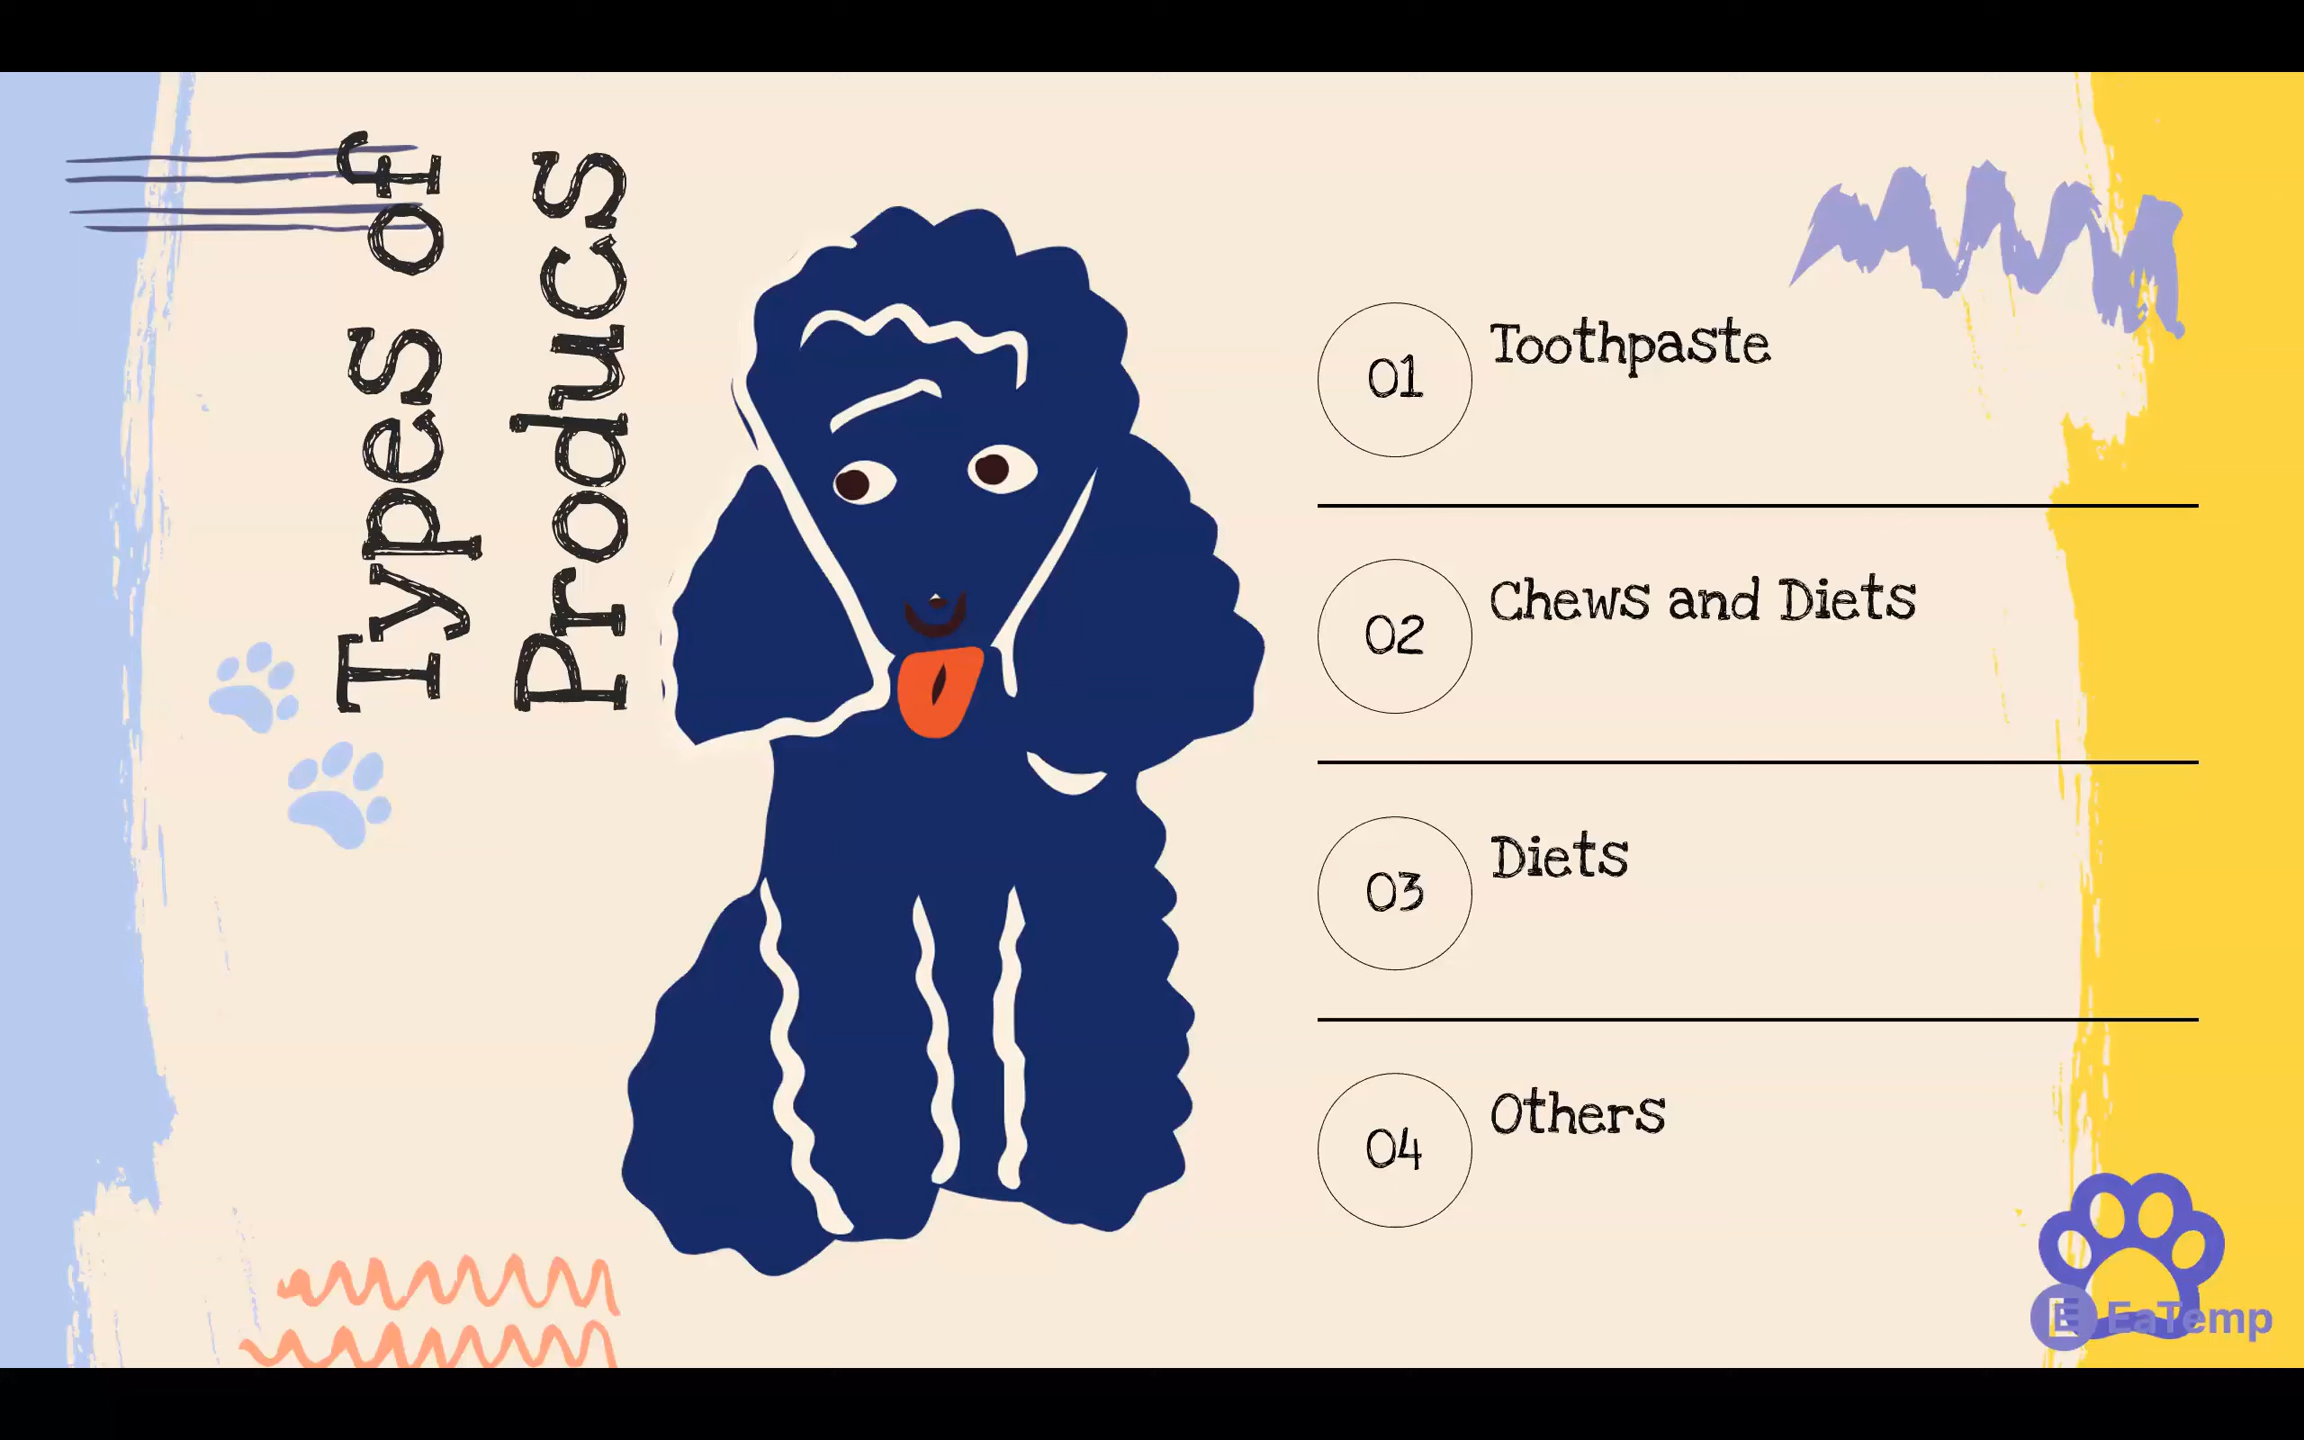 Types of
Producs
01
Toothpaste
02
Chews and Diets
03
Diets
04
Others
E EaTemp